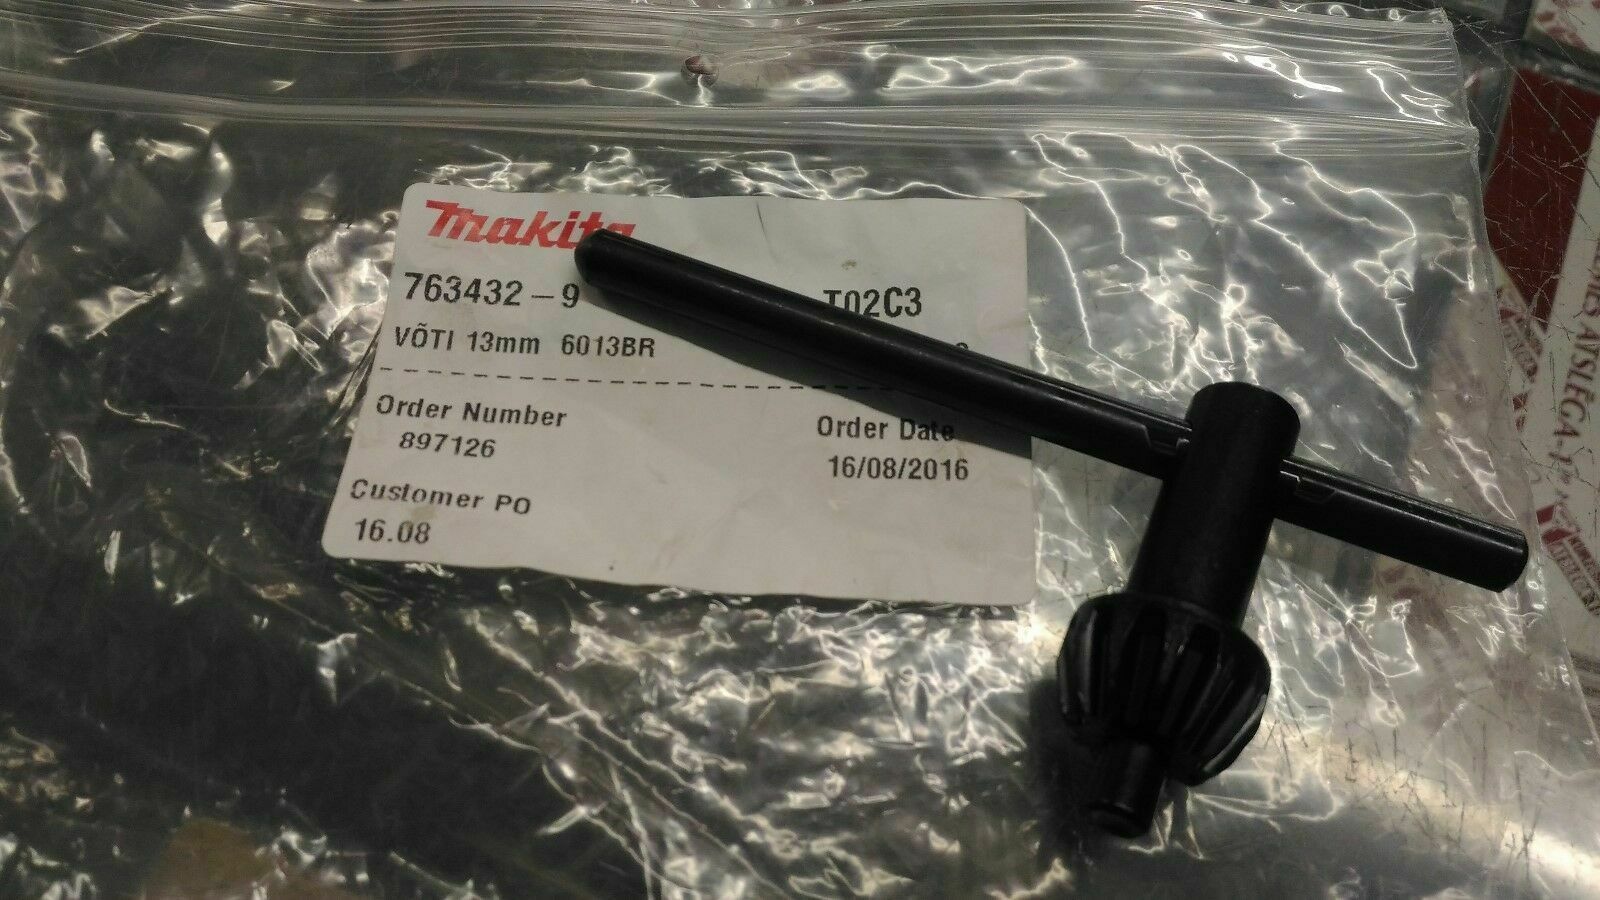 makita
763432-9 T02C3
VÕTI 13mm 6013BR
Order Number Order Date
897126 16/08/2016
Customer PO
16.08
ATSLĒGA